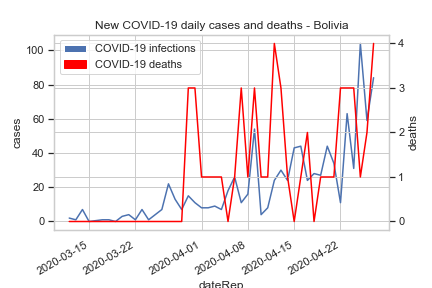 New COVID-19 daily cases and deaths - Bolivia
COVID-19 infections
COVID-19 deaths
cases
100
80
60
40
20
0
deaths
4
3
2
1
0
2020-03-15
2020-03-22
2020-04-01
2020-04-08
2020-04-15
2020-04-22
dateRep